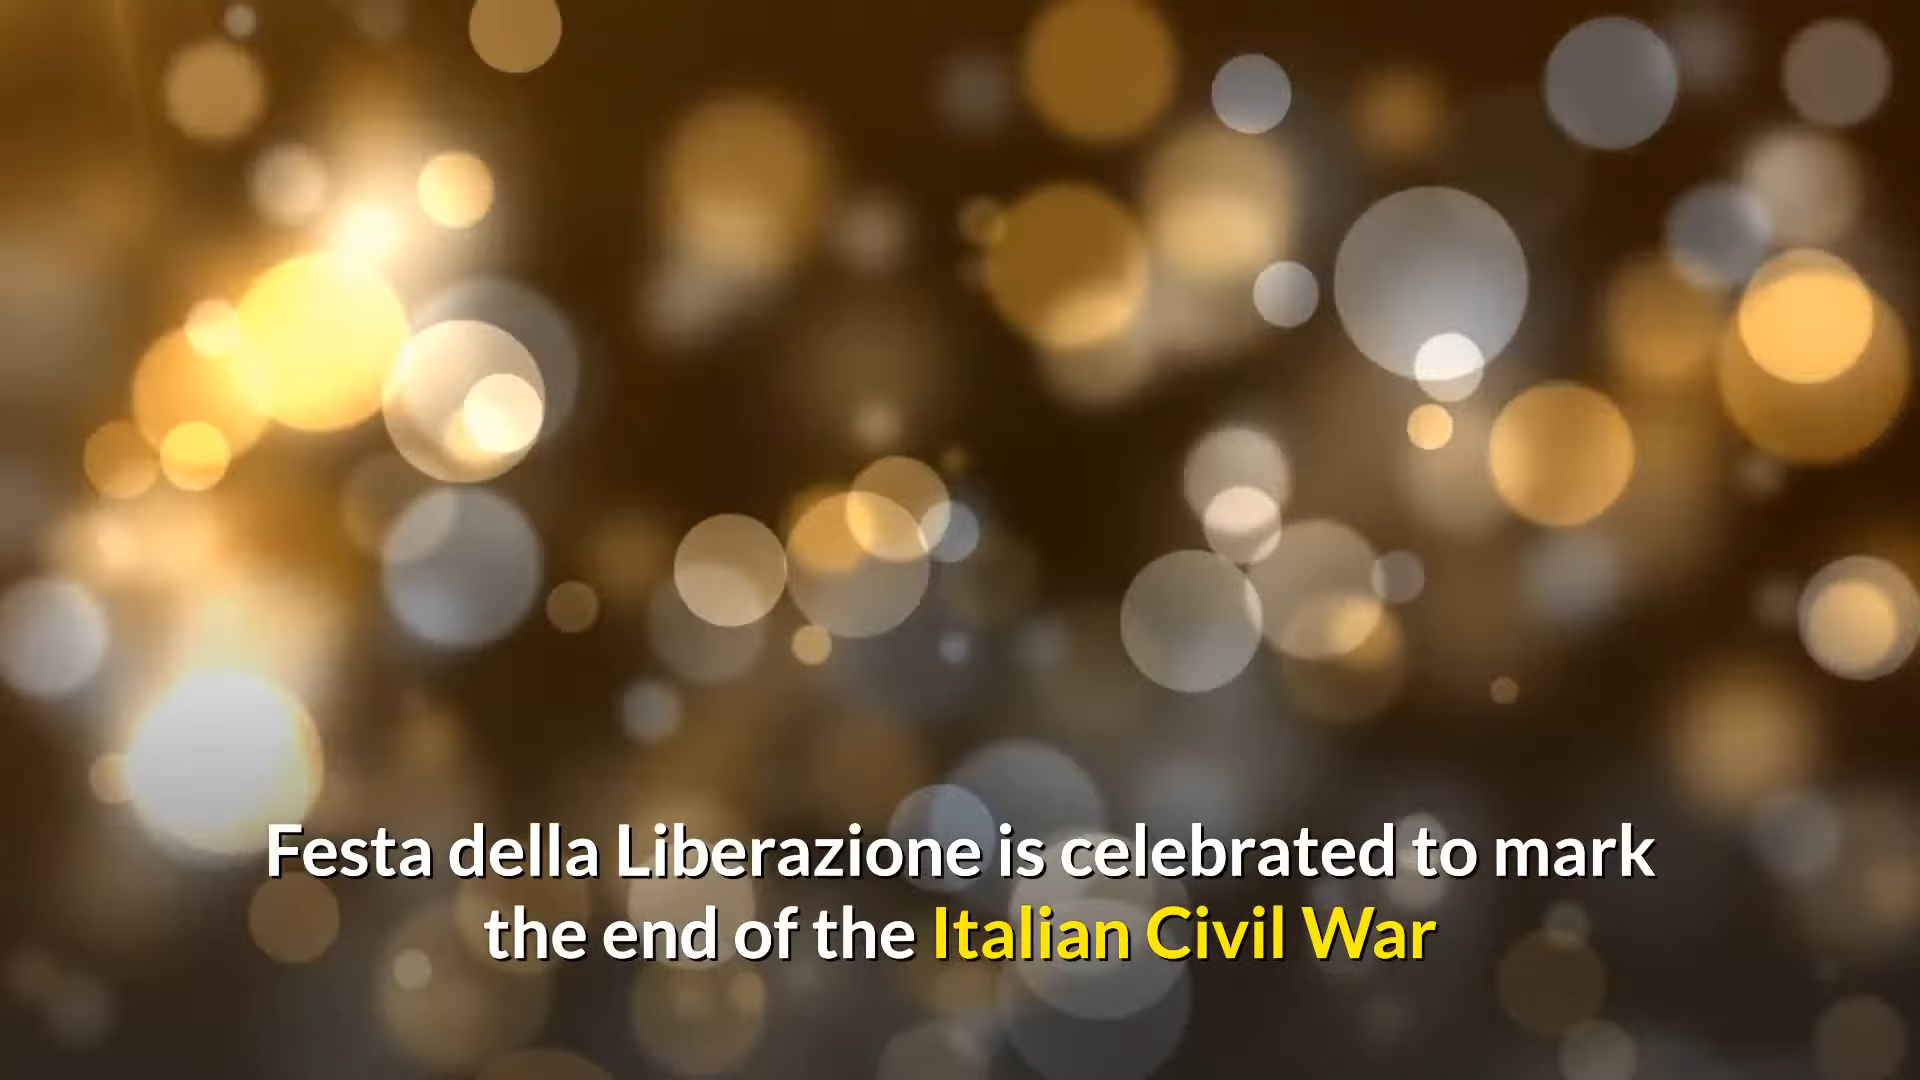 Festa della Liberazione is celebrated to mark
the end of the Italian Civil War